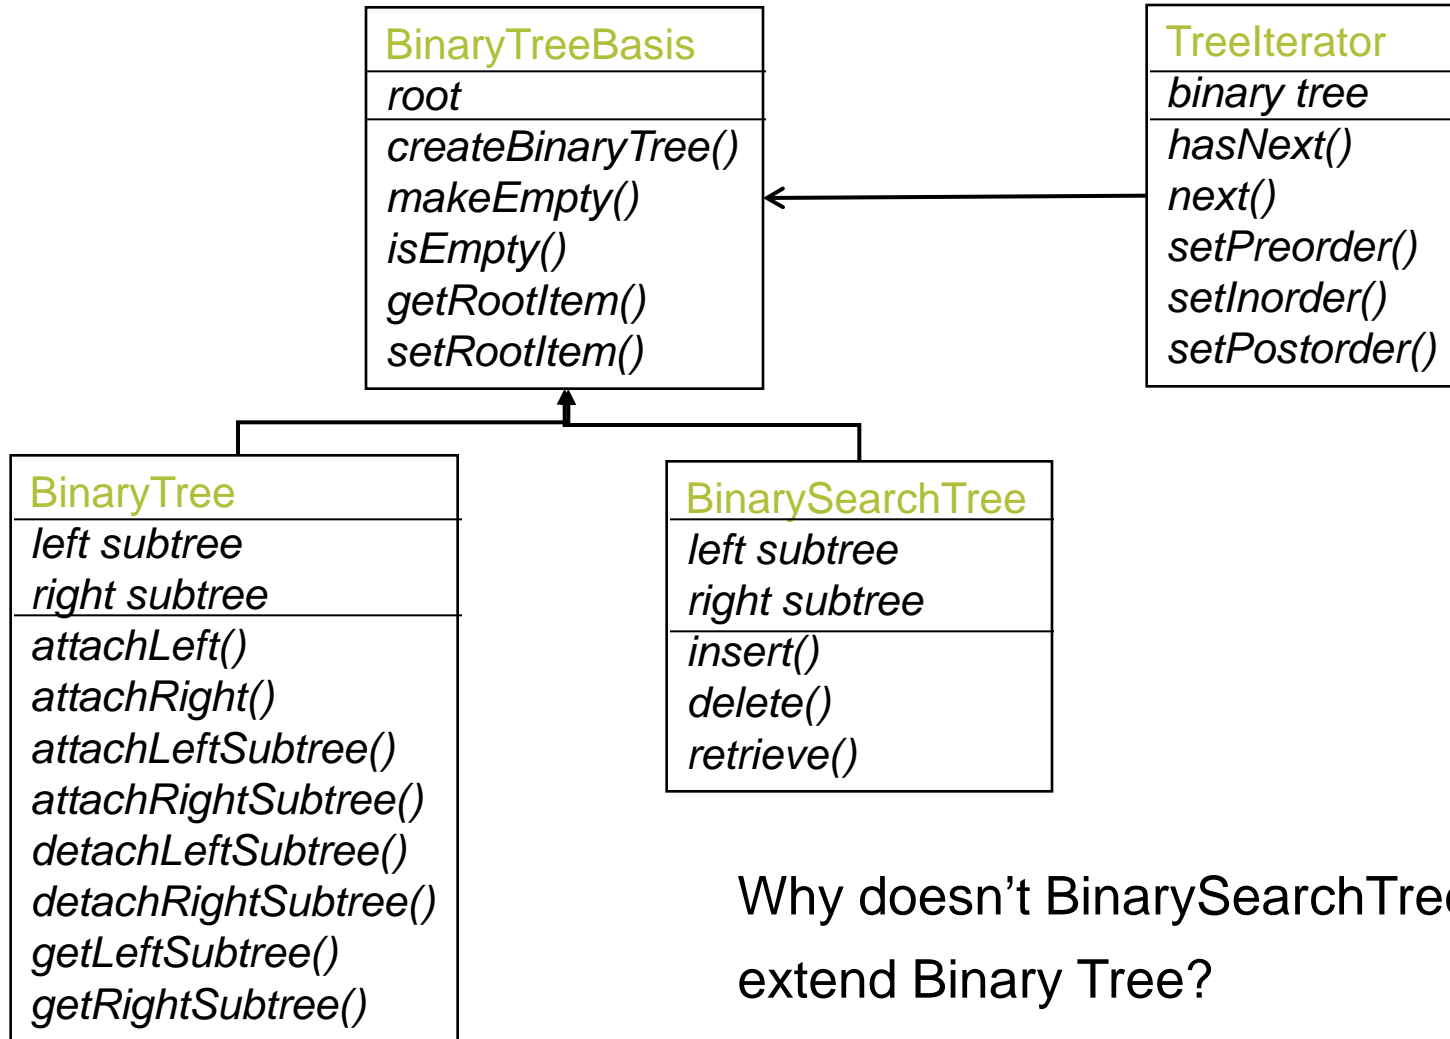 BinaryTreeBasis
root
createBinaryTree()
makeEmpty()
isEmpty()
getRootItem()
setRootItem()
TreeIterator
binary tree
hasNext()
next()
setPreorder()
setInorder()
setPostorder()
BinaryTree
left subtree
right subtree
attachLeft()
attachRight()
attachLeftSubtree()
attachRightSubtree()
detachLeftSubtree()
detachRightSubtree()
getLeftSubtree()
getRightSubtree()
BinarySearchTree
left subtree
right subtree
insert()
delete()
retrieve()
Why doesn’t BinarySearchTree
extend Binary Tree?